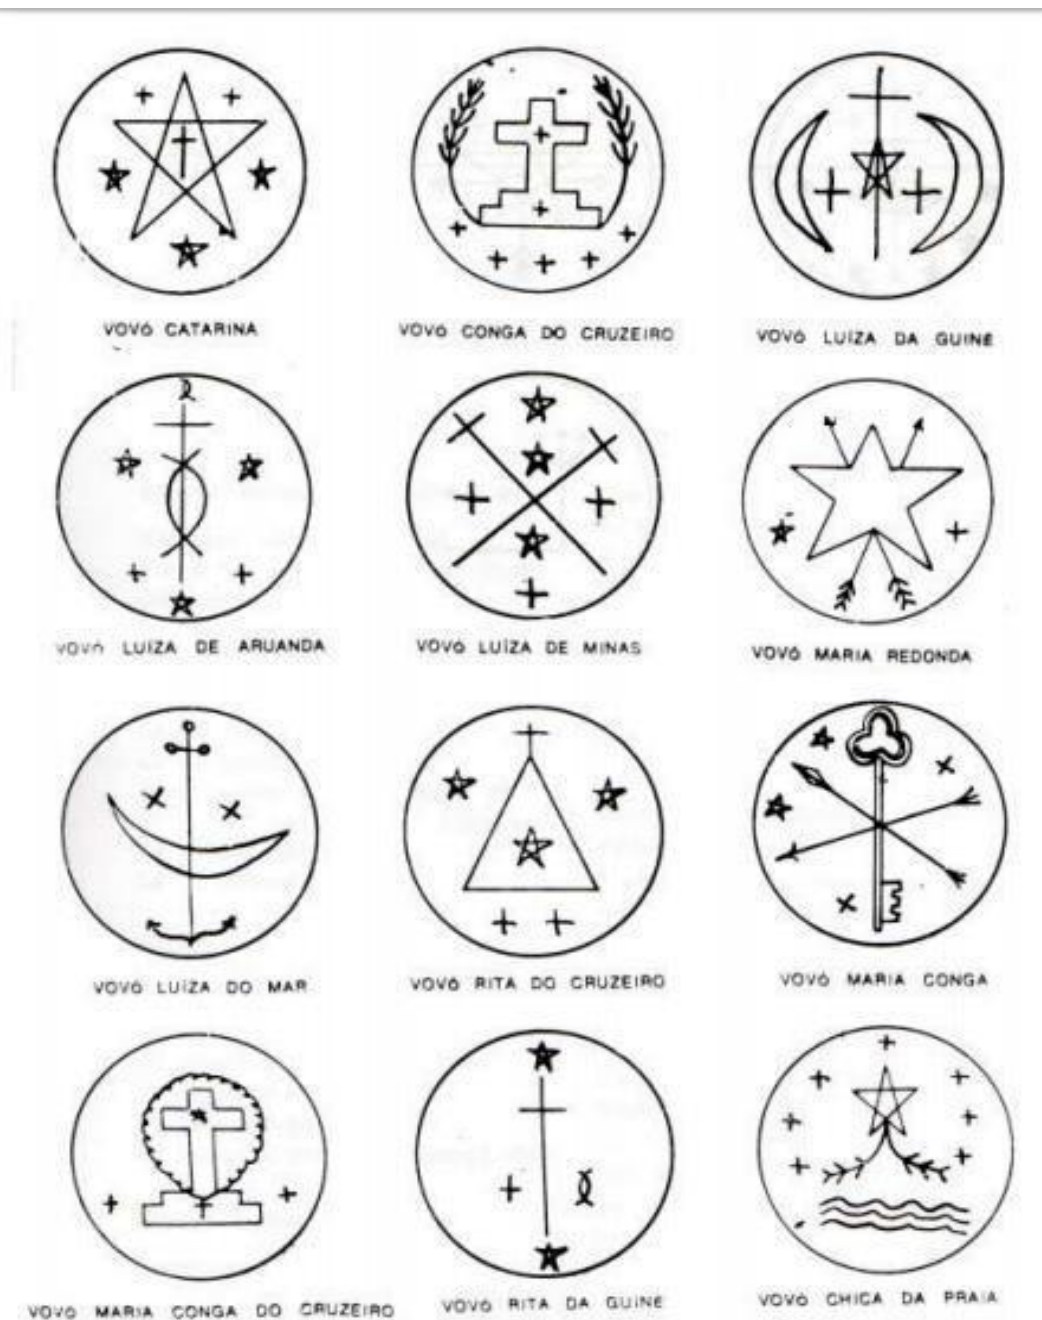 VOVÓ CATARINA
VOVÓ CONGA DO CRUZEIRO
VOVÓ LUIZA DA GUINÉ
VOVÓ LUIZA DE ARUANDA
VOVÓ LUIZA DE MINAS
VOVÓ MARIA REDONDA
VOVÓ LUIZA DO MAR
VOVÓ RITA DO CRUZEIRO
VOVÓ MARIA CONGA
VOVÓ MARIA CONGA DO CRUZEIRO
VOVÓ RITA DA GUINÉ
VOVÓ CHICA DA PRAIA